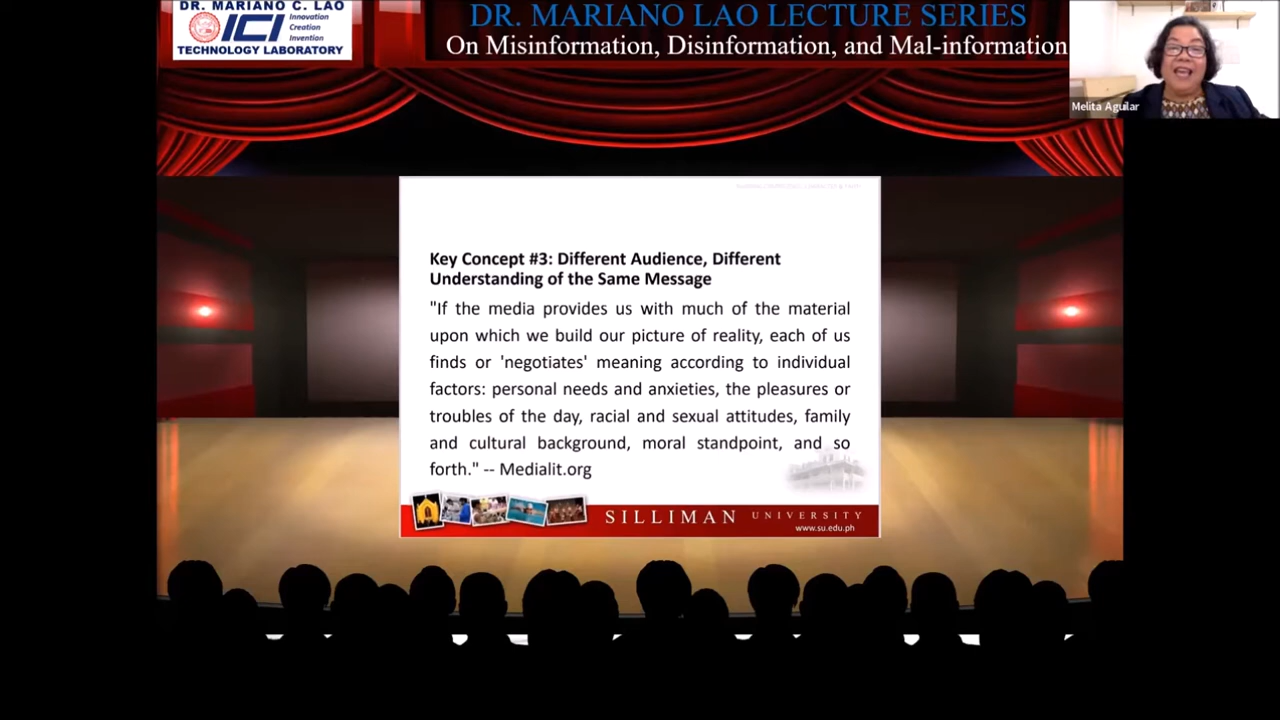 DR. MARIANO C. LAO
ICI
Innovation
Creation
Invention
TECHNOLOGY LABORATORY
DR. MARIANO LAO LECTURE SERIES
On Misinformation, Disinformation, and Mal-information
Melita Aguilar
Key Concept #3: Different Audience, Different
Understanding of the Same Message
"If the media provides us with much of the material
upon which we build our picture of reality, each of us
finds or 'negotiates' meaning according to individual
factors: personal needs and anxieties, the pleasures or
troubles of the day, racial and sexual attitudes, family
and cultural background, moral standpoint, and so
forth." -- Medialit.org
SILLIMAN UNIVERSITY
www.su.edu.ph